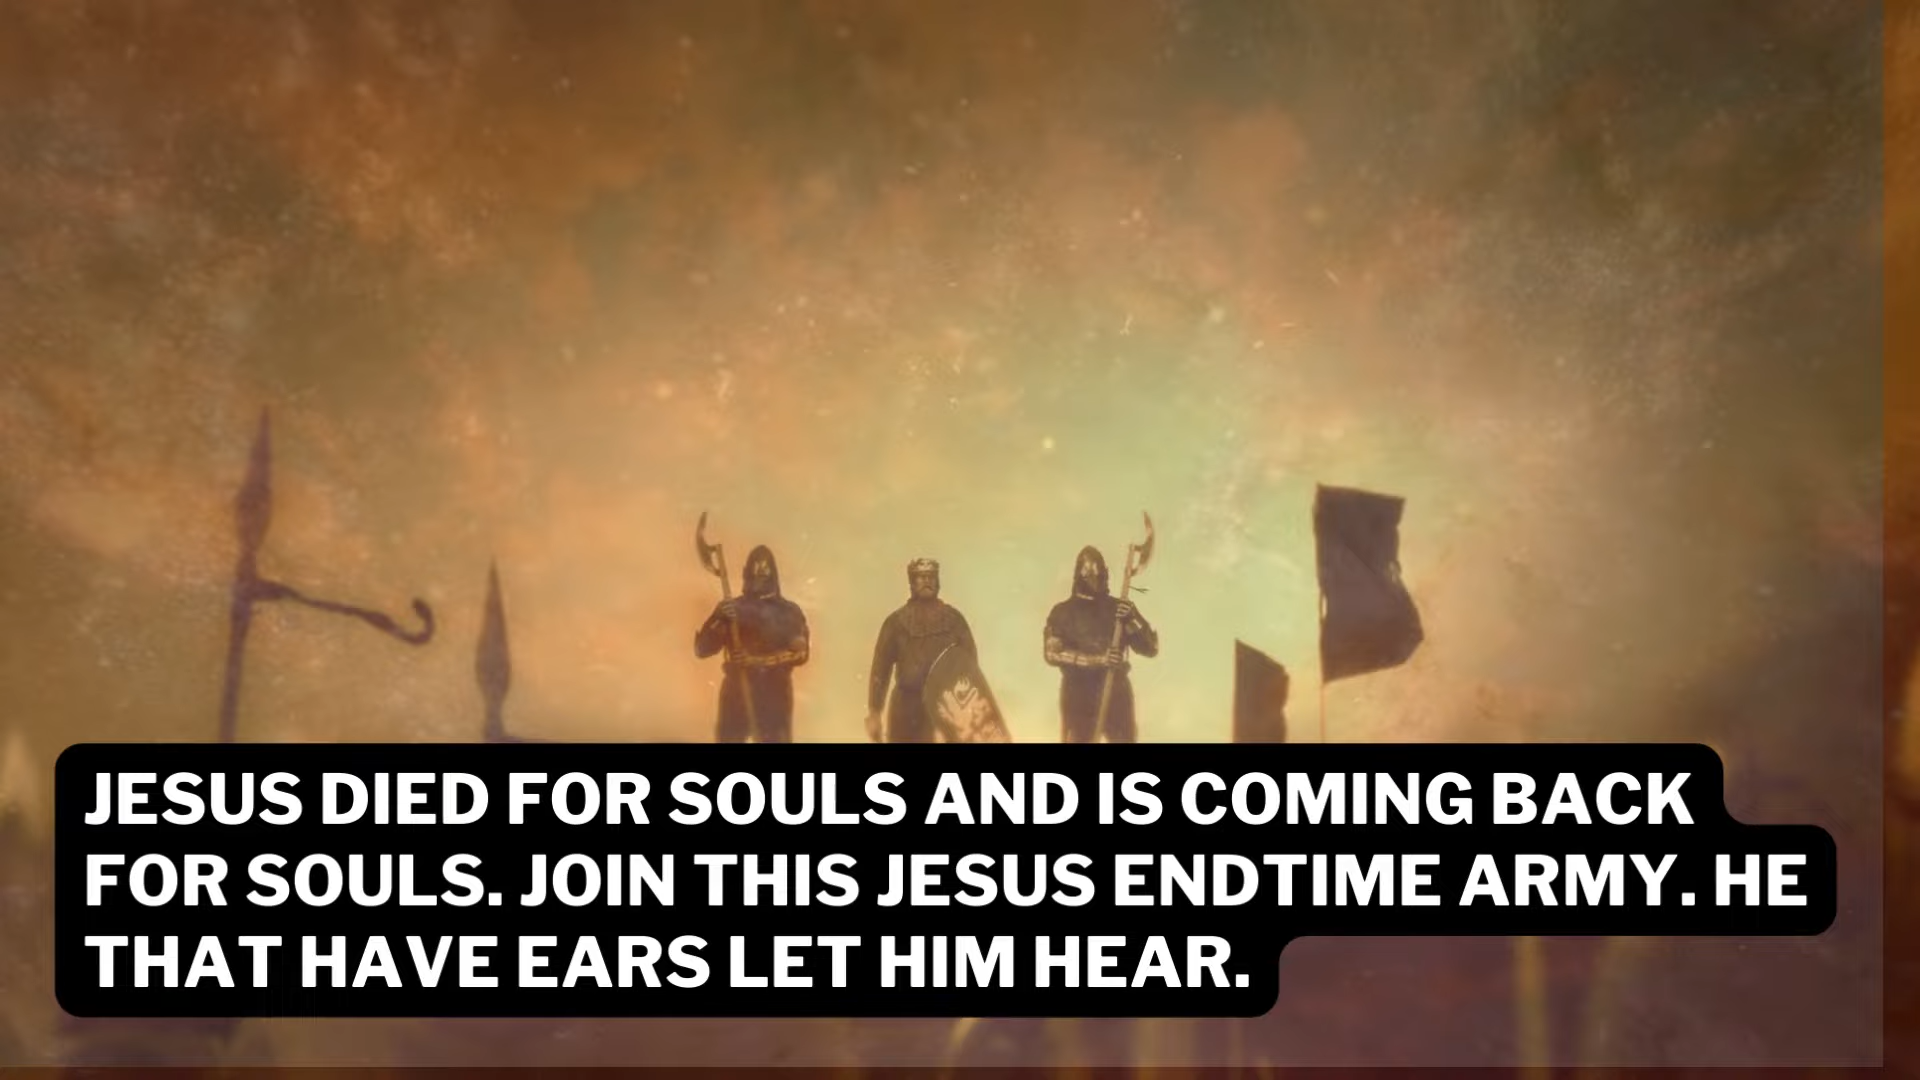 JESUS DIED FOR SOULS AND IS COMING BACK
FOR SOULS. JOIN THIS JESUS ENDTIME ARMY. HE
THAT HAVE EARS LET HIM HEAR.